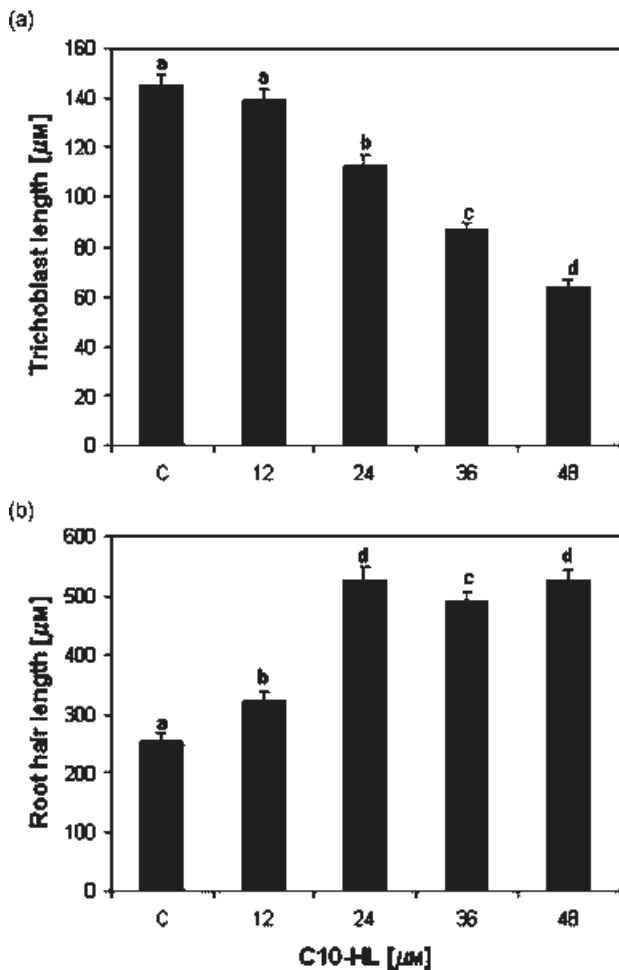 (a)
Trichoblast length [μM]
160
140
120
100
80
60
40
20
0
a
a
b
c
d
C
12
24
36
48
(b)
Root hair length [μM]
600
500
400
300
200
100
0
a
b
d
c
d
C
12
24
36
48
C10-HL [μM]